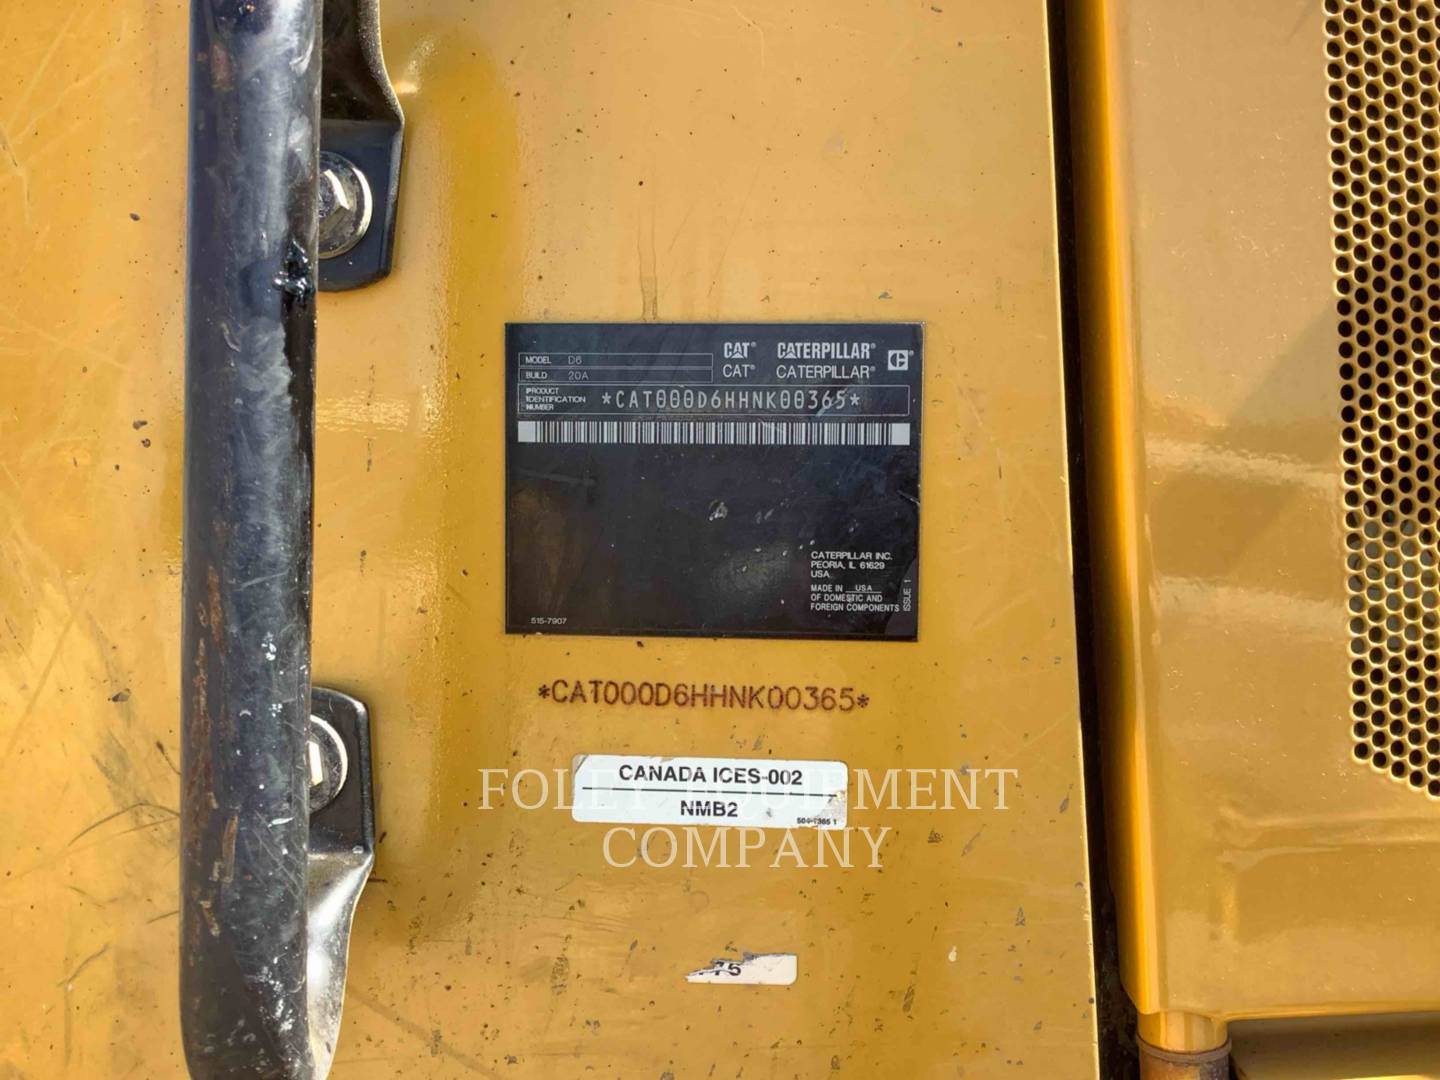 MODEL D6
CAT® CATERPILLAR®
BUILD 20A
CAT® CATERPILLAR®
PRODUCT
IDENTIFICATION
NUMBER
*CAT000D6HHNK00365*
CATERPILLAR INC.
PEORIA, IL 61629
USA
MADE IN USA
OF DOMESTIC AND
FOREIGN COMPONENTS
ISSUE 1
515-7907
*CAT000D6HHNK00365*
CANADA ICES-002
NMB2
FOLEY EQUIPMENT
COMPANY